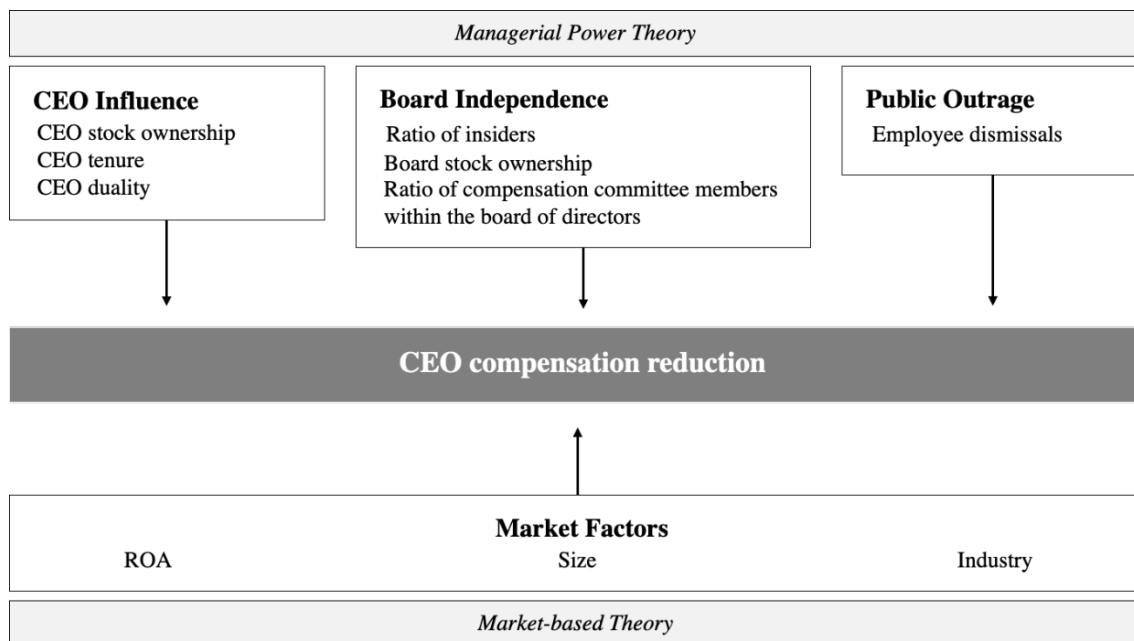 Managerial Power Theory
CEO Influence
CEO stock ownership
CEO tenure
CEO duality
Board Independence
Ratio of insiders
Board stock ownership
Ratio of compensation committee members
within the board of directors
Public Outrage
Employee dismissals
CEO compensation reduction
Market Factors
ROA Size Industry
Market-based Theory